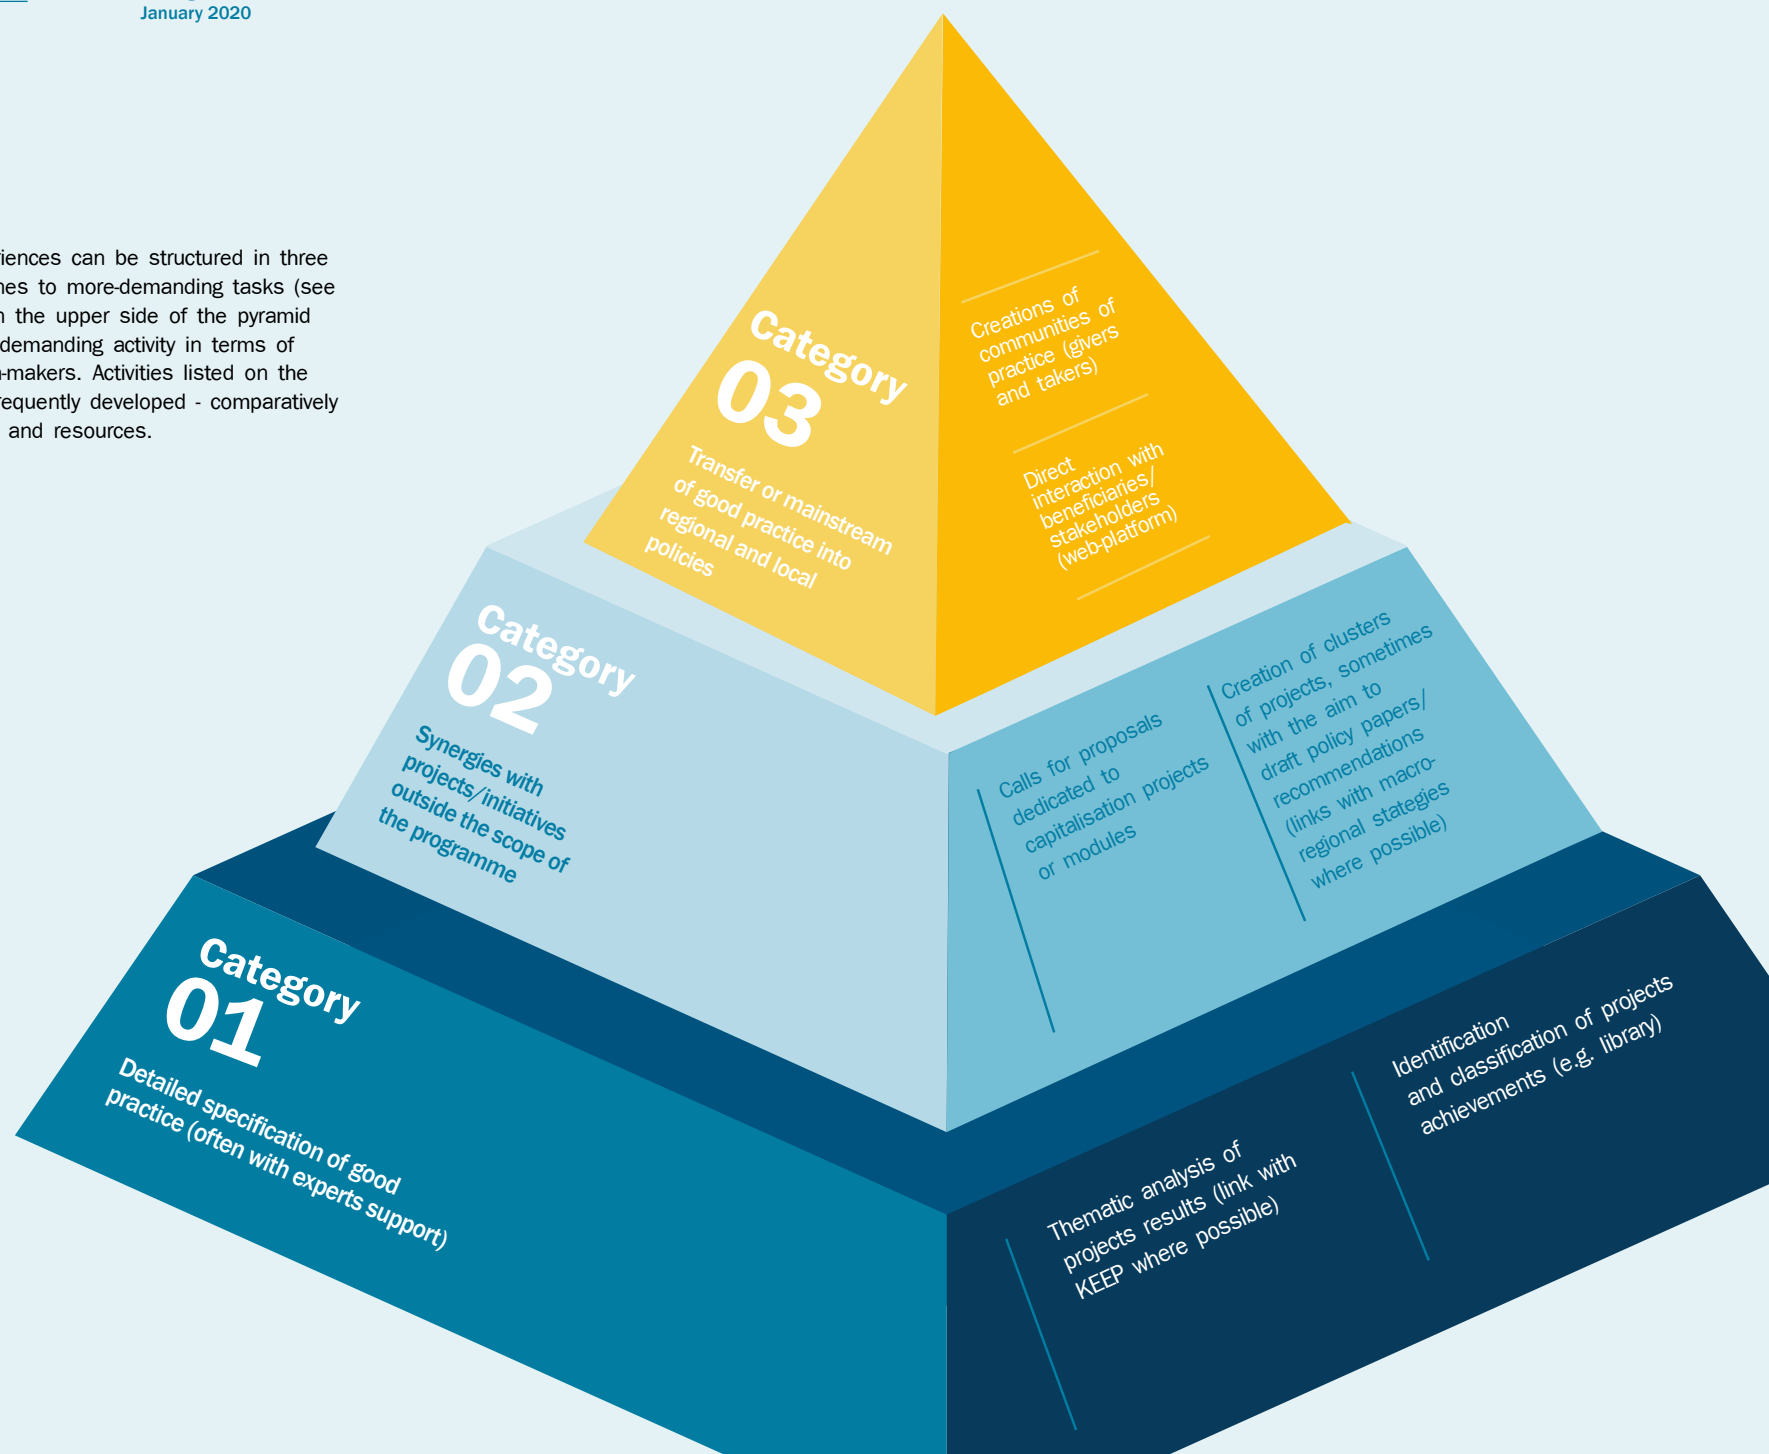 January 2020
can be structured in three
to more-demanding tasks (see
the upper side of the pyramid
demanding activity in terms of
Activities listed on the
developed - comparatively
and resources.
Category
03
Transfer or mainstream
of good practice into
regional and local
policies
Creations of
communities of
practice (givers
and takers)
Direct
interaction with
beneficiaries/
stakeholders
(web-platform)
Category
02
Synergies with
projects/initiatives
outside the scope of
the programme
Calls for proposals
dedicated to
capitalisation projects
or modules
Creation of clusters
of projects, sometimes
with the aim to
draft policy papers/
recommendations
(links with macro-
regional stategies
where possible)
Category
01
Detailed specification of good
practice (often with experts support)
Thematic analysis of
projects results (link with
KEEP where possible)
Identification
and classification of projects
achievements (e.g. library)